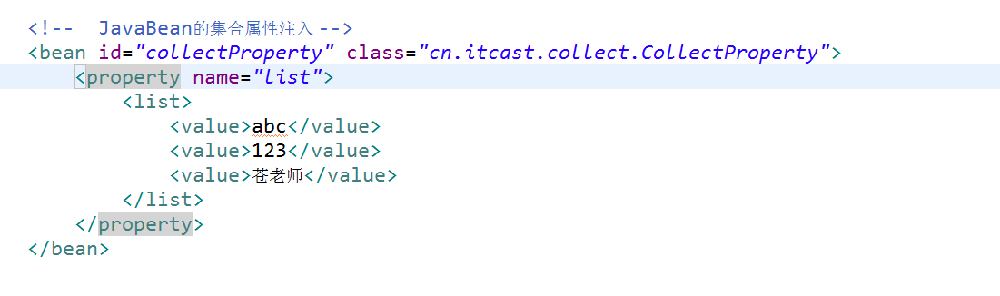 <!--  JavaBean的集合属性注入 -->
<bean id="collectProperty" class="cn.itcast.collect.CollectProperty">
    <property name="list">
        <list>
            <value>abc</value>
            <value>123</value>
            <value>苍老师</value>
        </list>
    </property>
</bean>